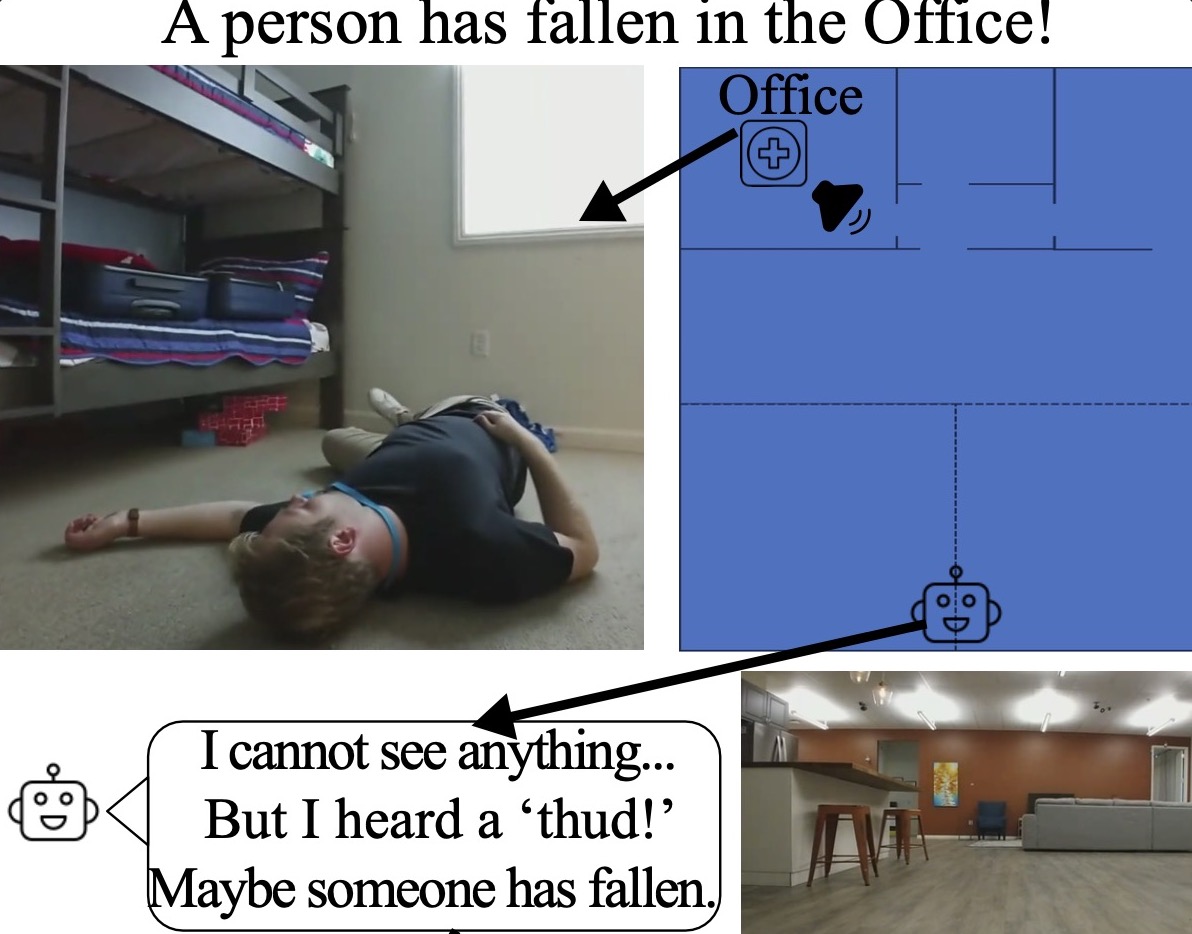 A person has fallen in the Office!
Office
I cannot see anything...
But I heard a ‘thud!’
Maybe someone has fallen.